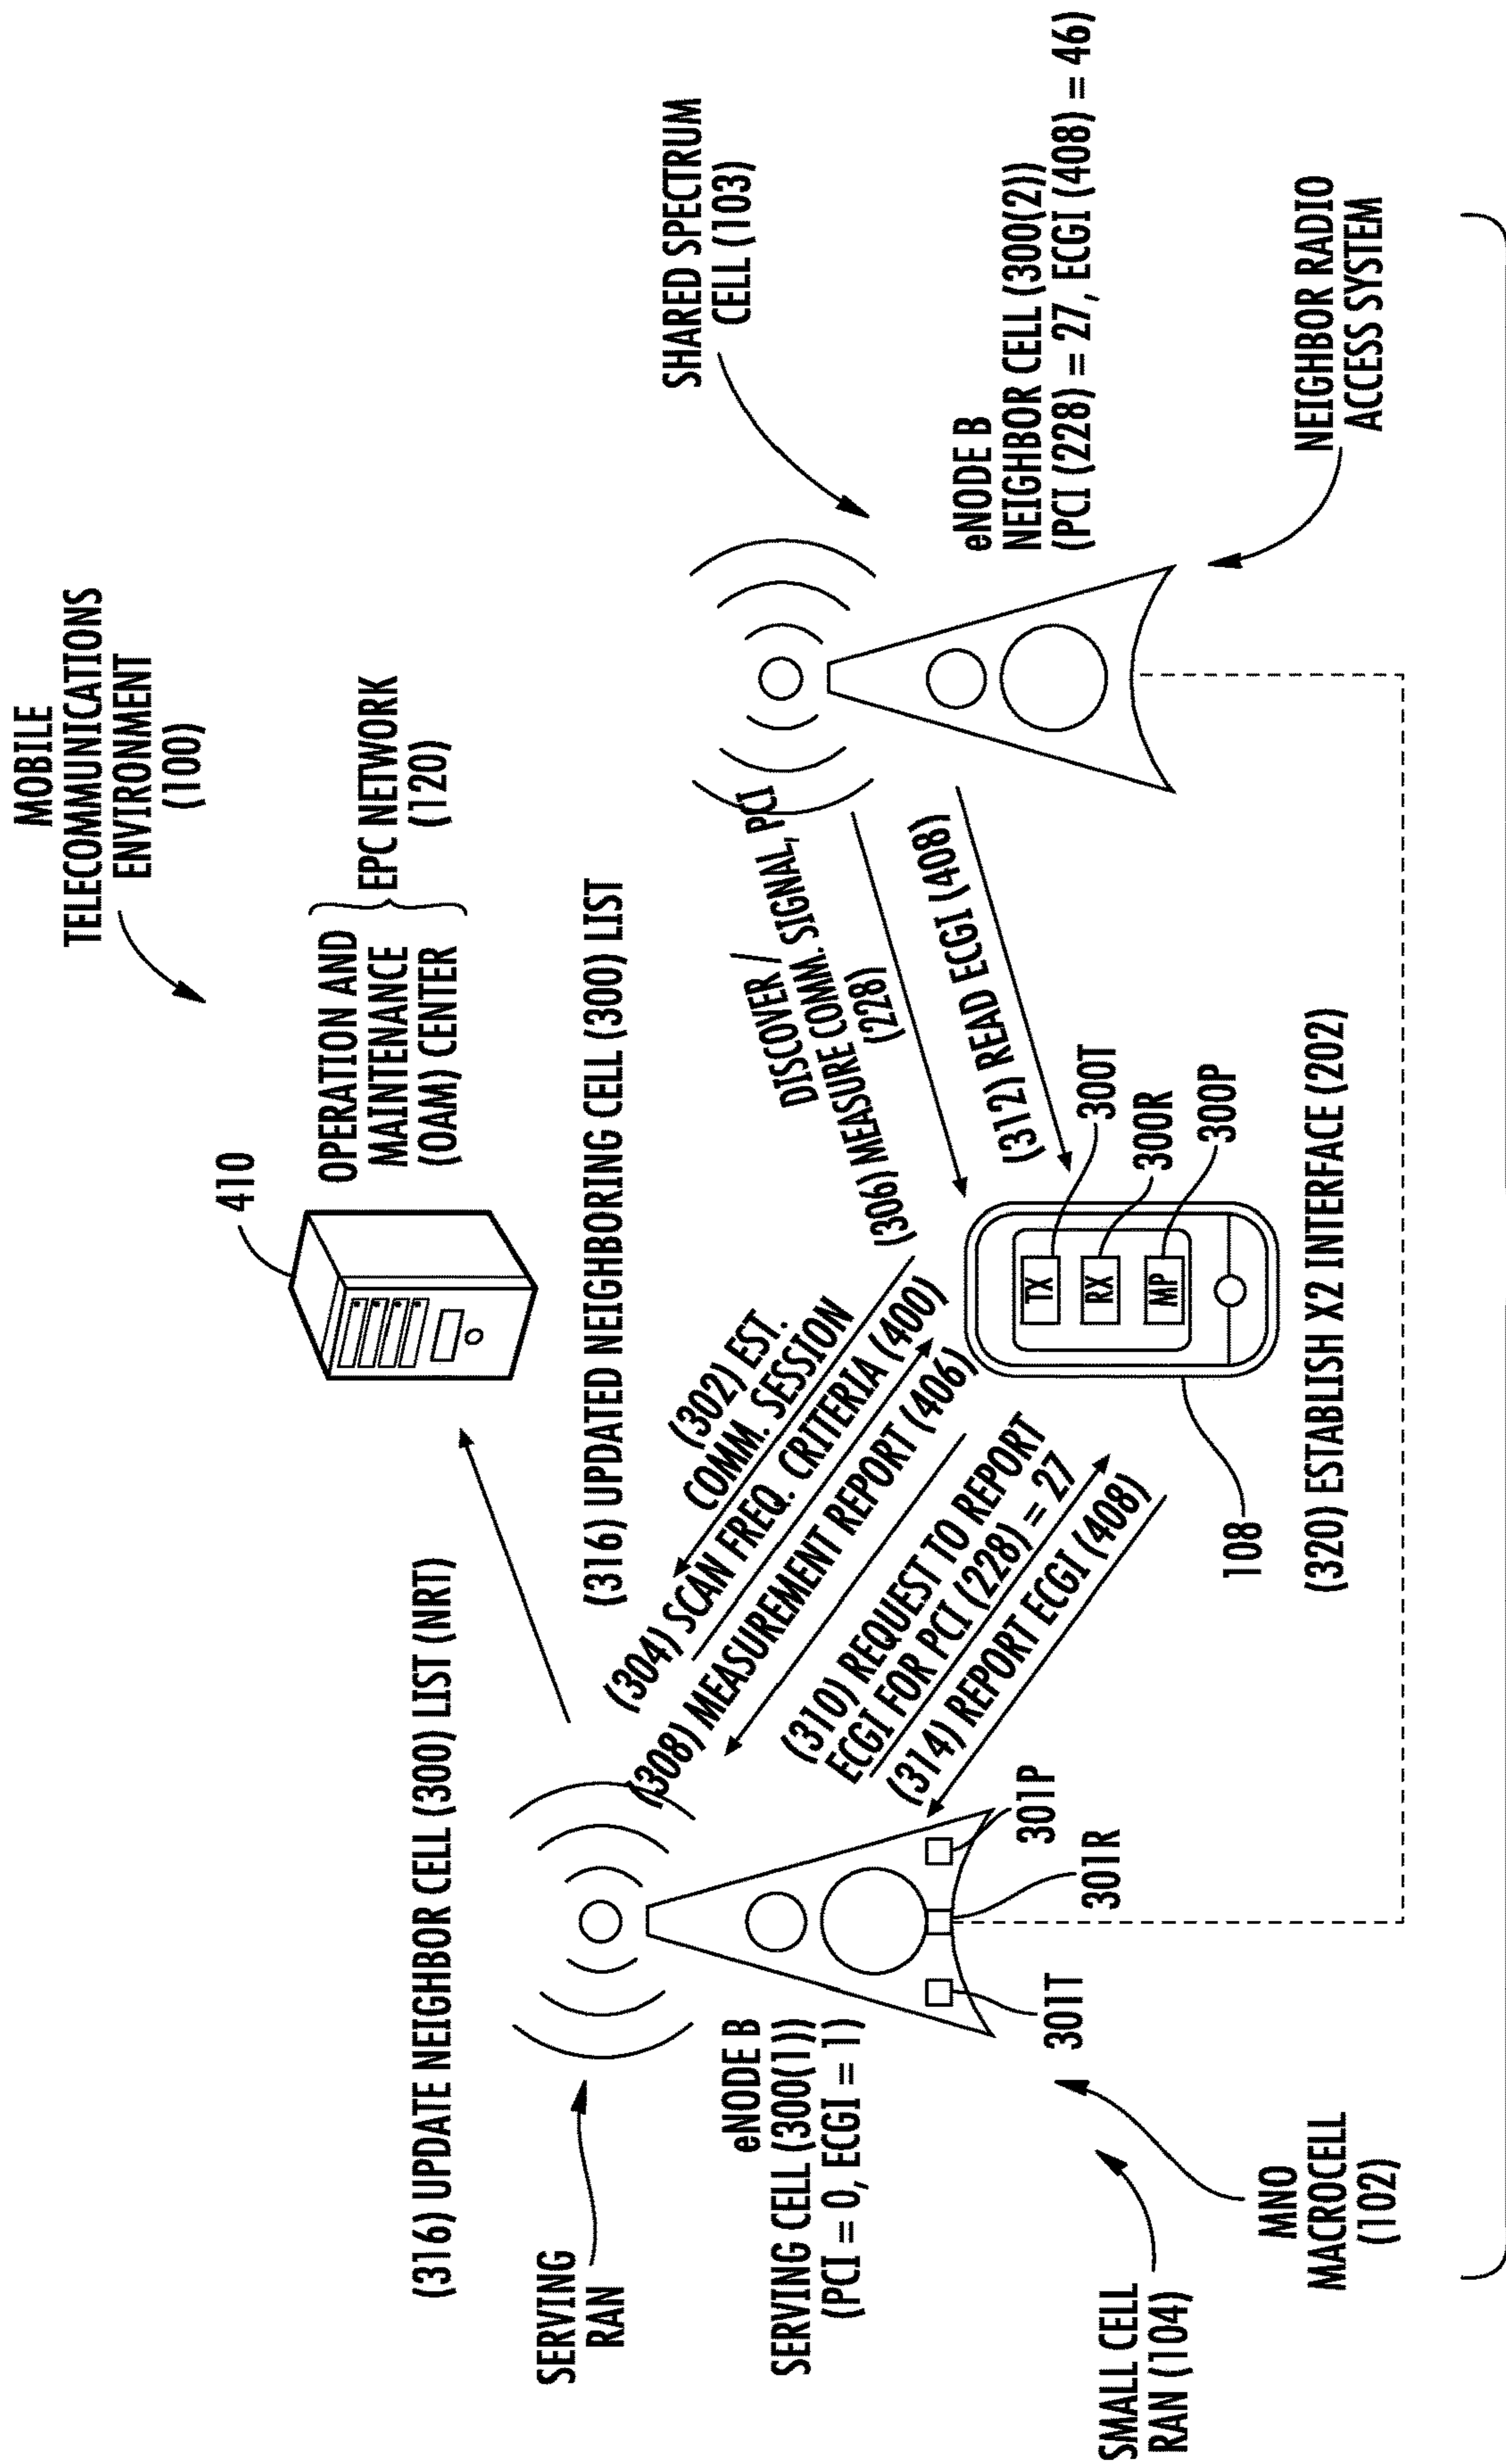 MOBILE
TELECOMMUNICATIONS
ENVIRONMENT
(100)
410
OPERATION AND
MAINTENANCE
(OAM) CENTER
EPC NETWORK
(120)
(316) UPDATE NEIGHBOR CELL (300) LIST (NRT)
(316) UPDATED NEIGHBORING CELL (300) LIST
SERVING
RAN
eNODE B
SERVING CELL (300(1))
(PCI = 0, ECGI = 1)
SMALL CELL
RAN (104)
MNO
MACROCELL
(102)
301T
301R
301P
(302) EST.
COMM. SESSION
(304) SCAN FREQ. CRITERIA (400)
(308) MEASUREMENT REPORT (406)
(310) REQUEST TO REPORT
ECGI FOR PCI (228) = 27
(314) REPORT ECGI (408)
DISCOVER /
(306) MEASURE COMM. SIGNAL, PCI
(228)
(312) READ ECGI (408)
TX
RX
MP
300T
300R
300P
108
(320) ESTABLISH X2 INTERFACE (202)
SHARED SPECTRUM
CELL (103)
eNODE B
NEIGHBOR CELL (300(2))
(PCI (228) = 27, ECGI (408) = 46)
NEIGHBOR RADIO
ACCESS SYSTEM